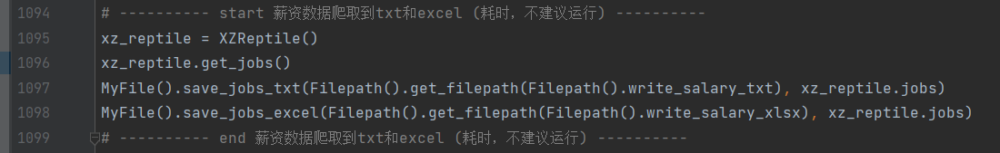 1094 # ---------- start 薪资数据爬取到txt和excel (耗时，不建议运行) ----------
1095 xz_reptile = XZReptile()
1096 xz_reptile.get_jobs()
1097 MyFile().save_jobs_txt(Filepath().get_filepath(Filepath().write_salary_txt), xz_reptile.jobs)
1098 MyFile().save_jobs_excel(Filepath().get_filepath(Filepath().write_salary_xlsx), xz_reptile.jobs)
1099 # ---------- end 薪资数据爬取到txt和excel (耗时，不建议运行) ----------